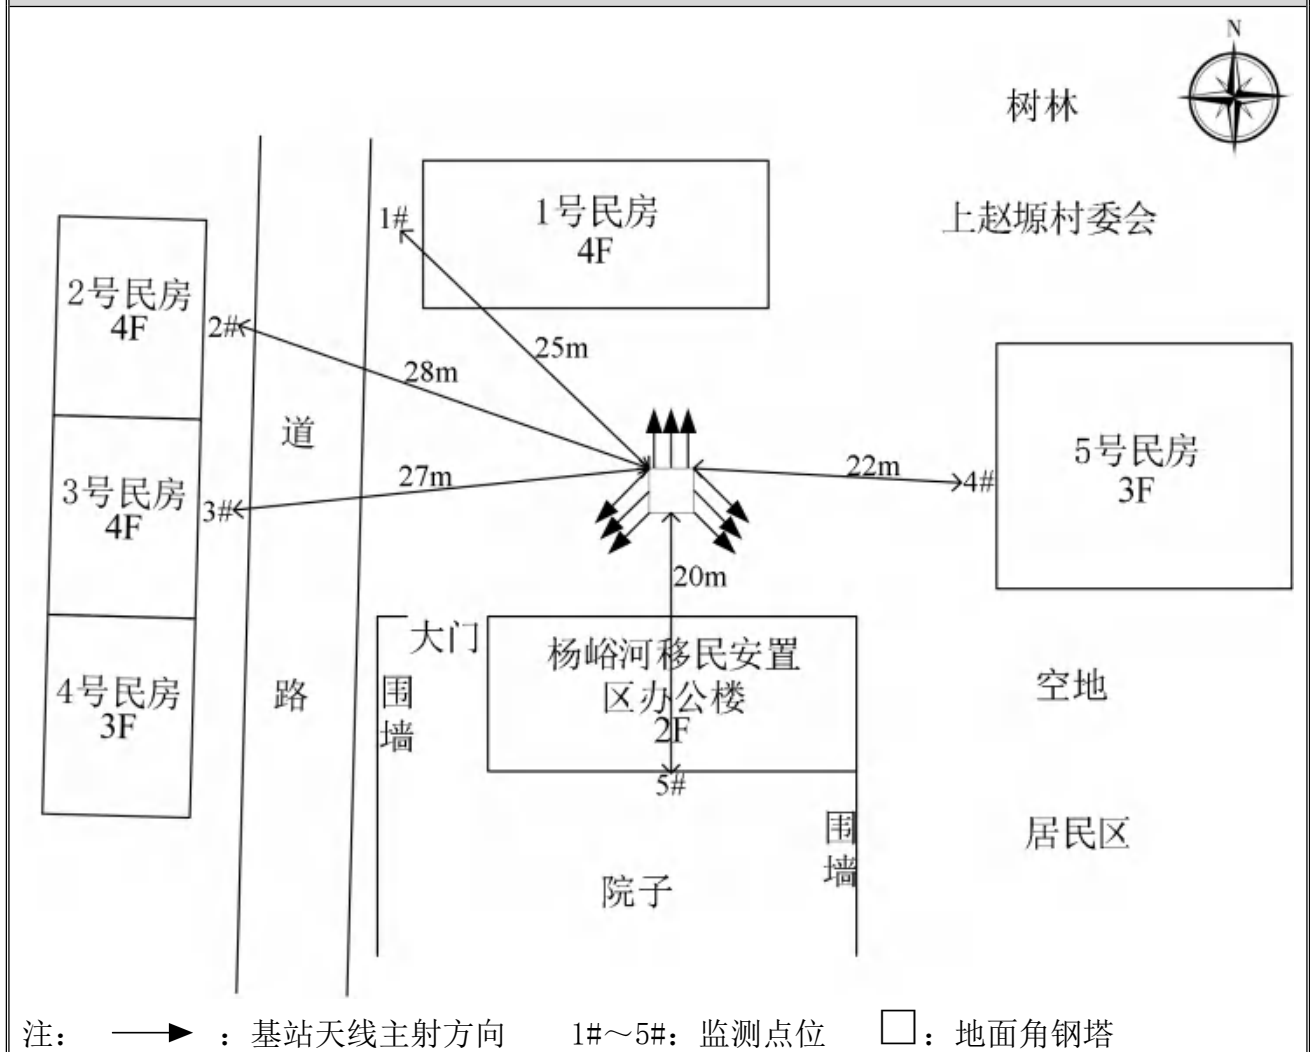 N
树林
上赵塬村委会
1#
1号民房
4F
2号民房
4F
2#
25m
28m
道
3号民房
4F
3#
27m
22m
4#
5号民房
3F
20m
大门
杨峪河移民安置
区办公楼
2F
围
墙
4号民房
3F
路
空地
5#
围
墙
居民区
院子
注： ：基站天线主射方向 1#～5#：监测点位 ：地面角钢塔